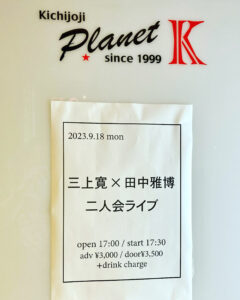 Kichijoji
Planet K
since 1999
2023.9.18 mon
三上寛×田中雅博
二人会ライブ
open 17:00 / start 17:30
adv ¥3,000 / door¥3,500
+drink charge